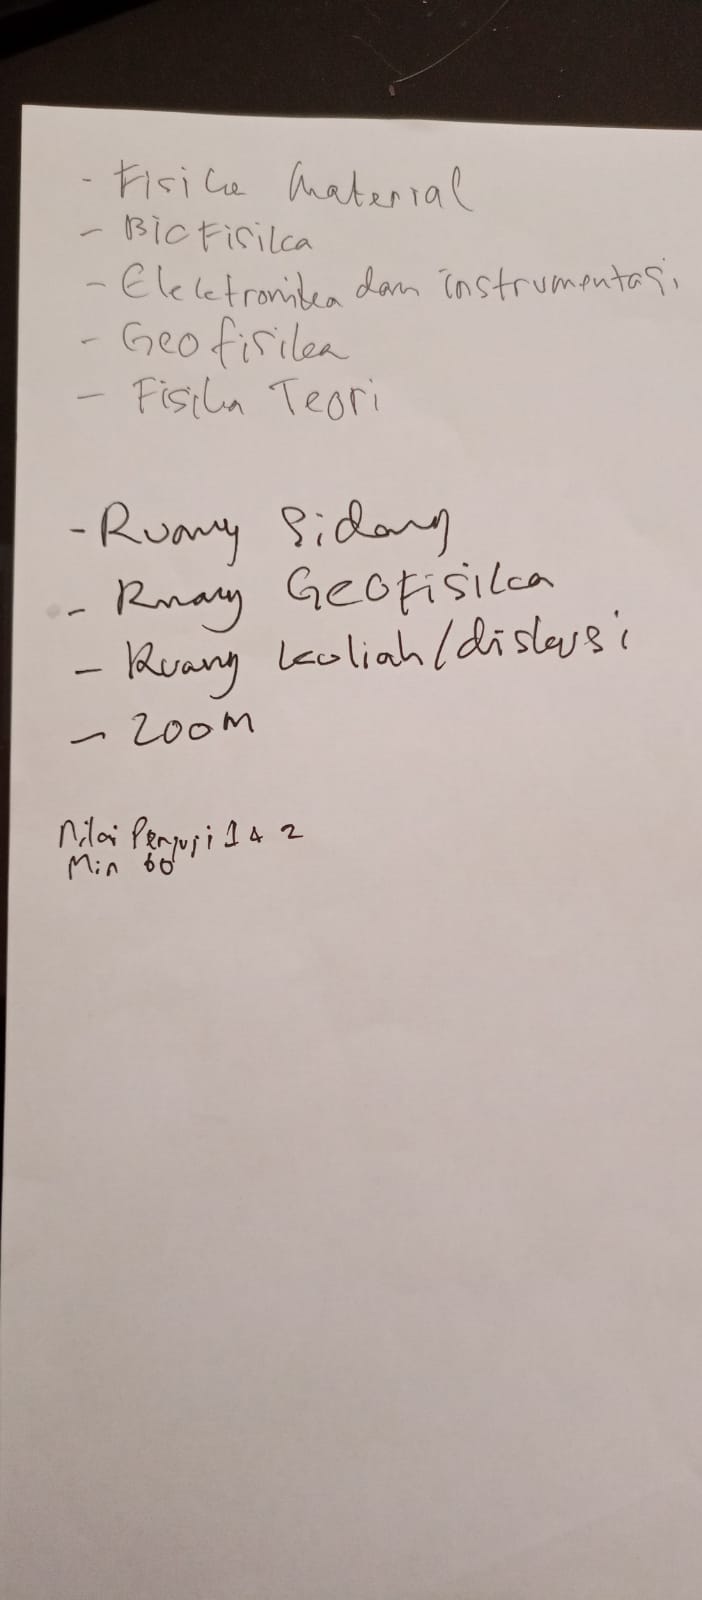 - Fisika Material
- Biofisika
- Elektronika dan instrumentasi
- Geofisika
- Fisika Teori
- Ruang Sidang
- Ruang Geofisika
- Ruang kuliah/diskusi
- Zoom
Nilai Penguji 1 & 2
Min 60